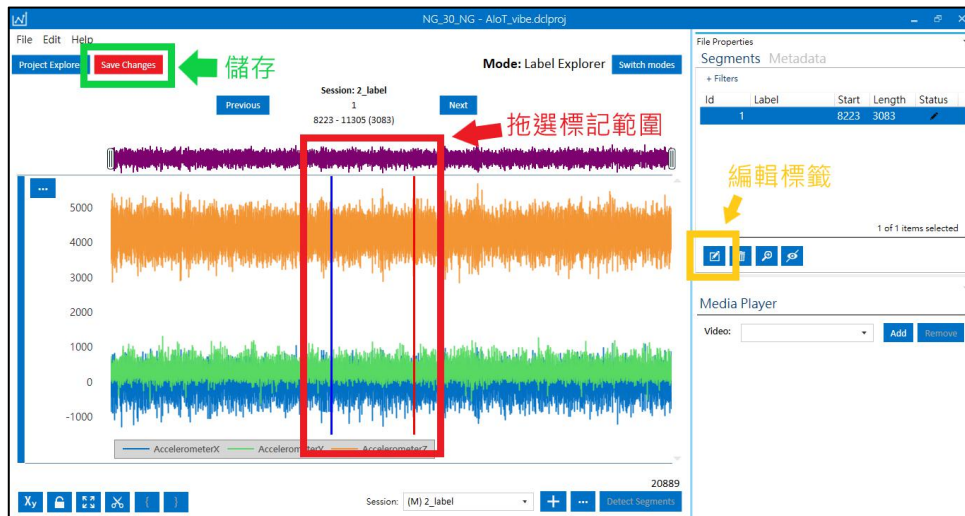 NG_30_NG - AIoT_vibe.dclproj
File Edit Help
Project Explorer
Save Changes
儲存
Mode: Label Explorer
Switch modes
Previous
Session: 2_label
1
8223 - 11305 (3083)
Next
拖選標記範圍
...
5000
4000
3000
2000
1000
0
-1000
AccelerometerX
AccelerometerY
AccelerometerZ
20889
Xy
{
}
Session:
(M) 2_label
+
...
Detect Segments
File Properties
Segments Metadata
+ Filters
Id Label Start Length Status
1 8223 3083
編輯標籤
1 of 1 items selected
Media Player
Video:
Add
Remove